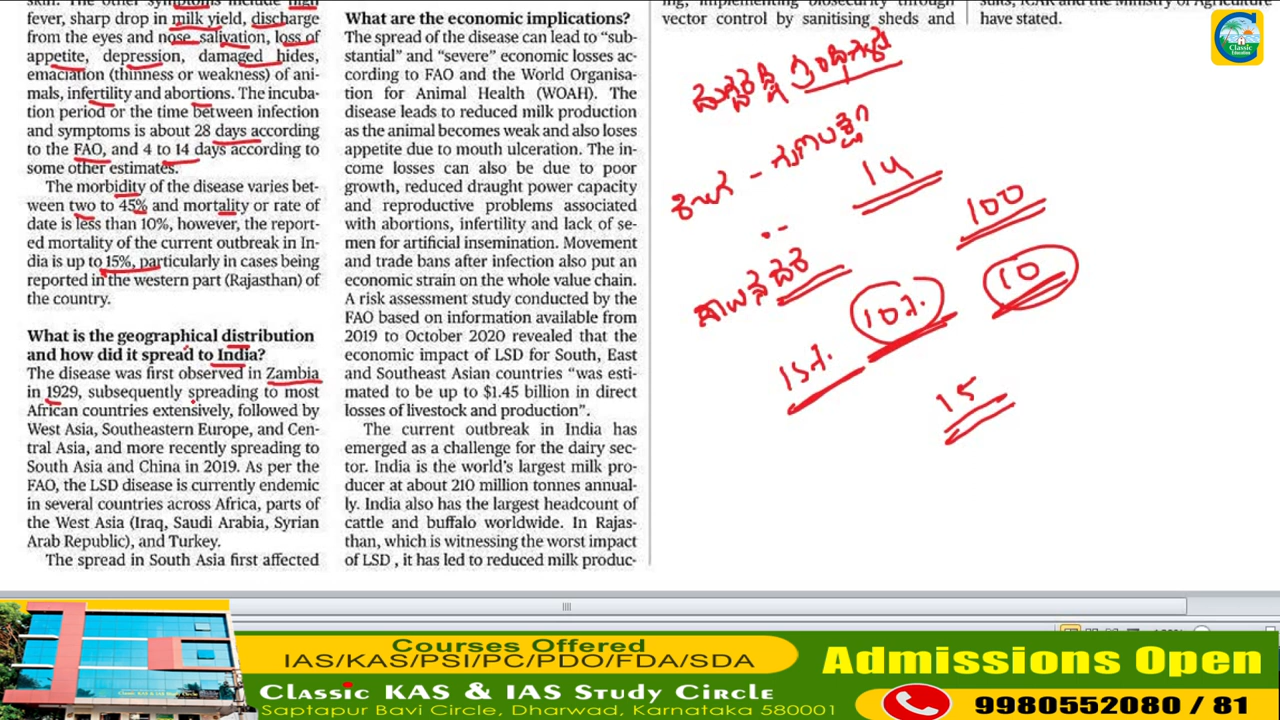 skin. The other symptoms include high
fever, sharp drop in milk yield, discharge
from the eyes and nose, salivation, loss of
appetite, depression, damaged hides,
emaciation (thinness or weakness) of ani-
mals, infertility and abortions. The incuba-
tion period or the time between infection
and symptoms is about 28 days according
to the FAO, and 4 to 14 days according to
some other estimates.
The morbidity of the disease varies bet-
ween two to 45% and mortality or rate of
date is less than 10%, however, the report-
ed mortality of the current outbreak in In-
dia is up to 15%, particularly in cases being
reported in the western part (Rajasthan) of
the country.
What is the geographical distribution
and how did it spread to India?
The disease was first observed in Zambia
in 1929, subsequently spreading to most
African countries extensively, followed by
West Asia, Southeastern Europe, and Cen-
tral Asia, and more recently spreading to
South Asia and China in 2019. As per the
FAO, the LSD disease is currently endemic
in several countries across Africa, parts of
the West Asia (Iraq, Saudi Arabia, Syrian
Arab Republic), and Turkey.
The spread in South Asia first affected
What are the economic implications?
The spread of the disease can lead to “sub-
stantial” and “severe” economic losses ac-
cording to FAO and the World Organisa-
tion for Animal Health (WOAH). The
disease leads to reduced milk production
as the animal becomes weak and also loses
appetite due to mouth ulceration. The in-
come losses can also be due to poor
growth, reduced draught power capacity
and reproductive problems associated
with abortions, infertility and lack of se-
men for artificial insemination. Movement
and trade bans after infection also put an
economic strain on the whole value chain.
A risk assessment study conducted by the
FAO based on information available from
2019 to October 2020 revealed that the
economic impact of LSD for South, East
and Southeast Asian countries “was esti-
mated to be up to $1.45 billion in direct
losses of livestock and production”.
The current outbreak in India has
emerged as a challenge for the dairy sec-
tor. India is the world’s largest milk pro-
ducer at about 210 million tonnes annual-
ly. India also has the largest headcount of
cattle and buffalo worldwide. In Rajas-
than, which is witnessing the worst impact
of LSD , it has led to reduced milk produc-
ing, implementing biosecurity through
vector control by sanitising sheds and
suits, ICAR and the Ministry of Agriculture
have stated.
14
100
10%
10
15%
15
Classic
Education
Courses Offered
IAS/KAS/PSI/PC/PDO/FDA/SDA
Classic KAS & IAS Study Circle
Saptapur Bavi Circle, Dharwad, Karnataka 580001
Admissions Open
9980552080 / 81